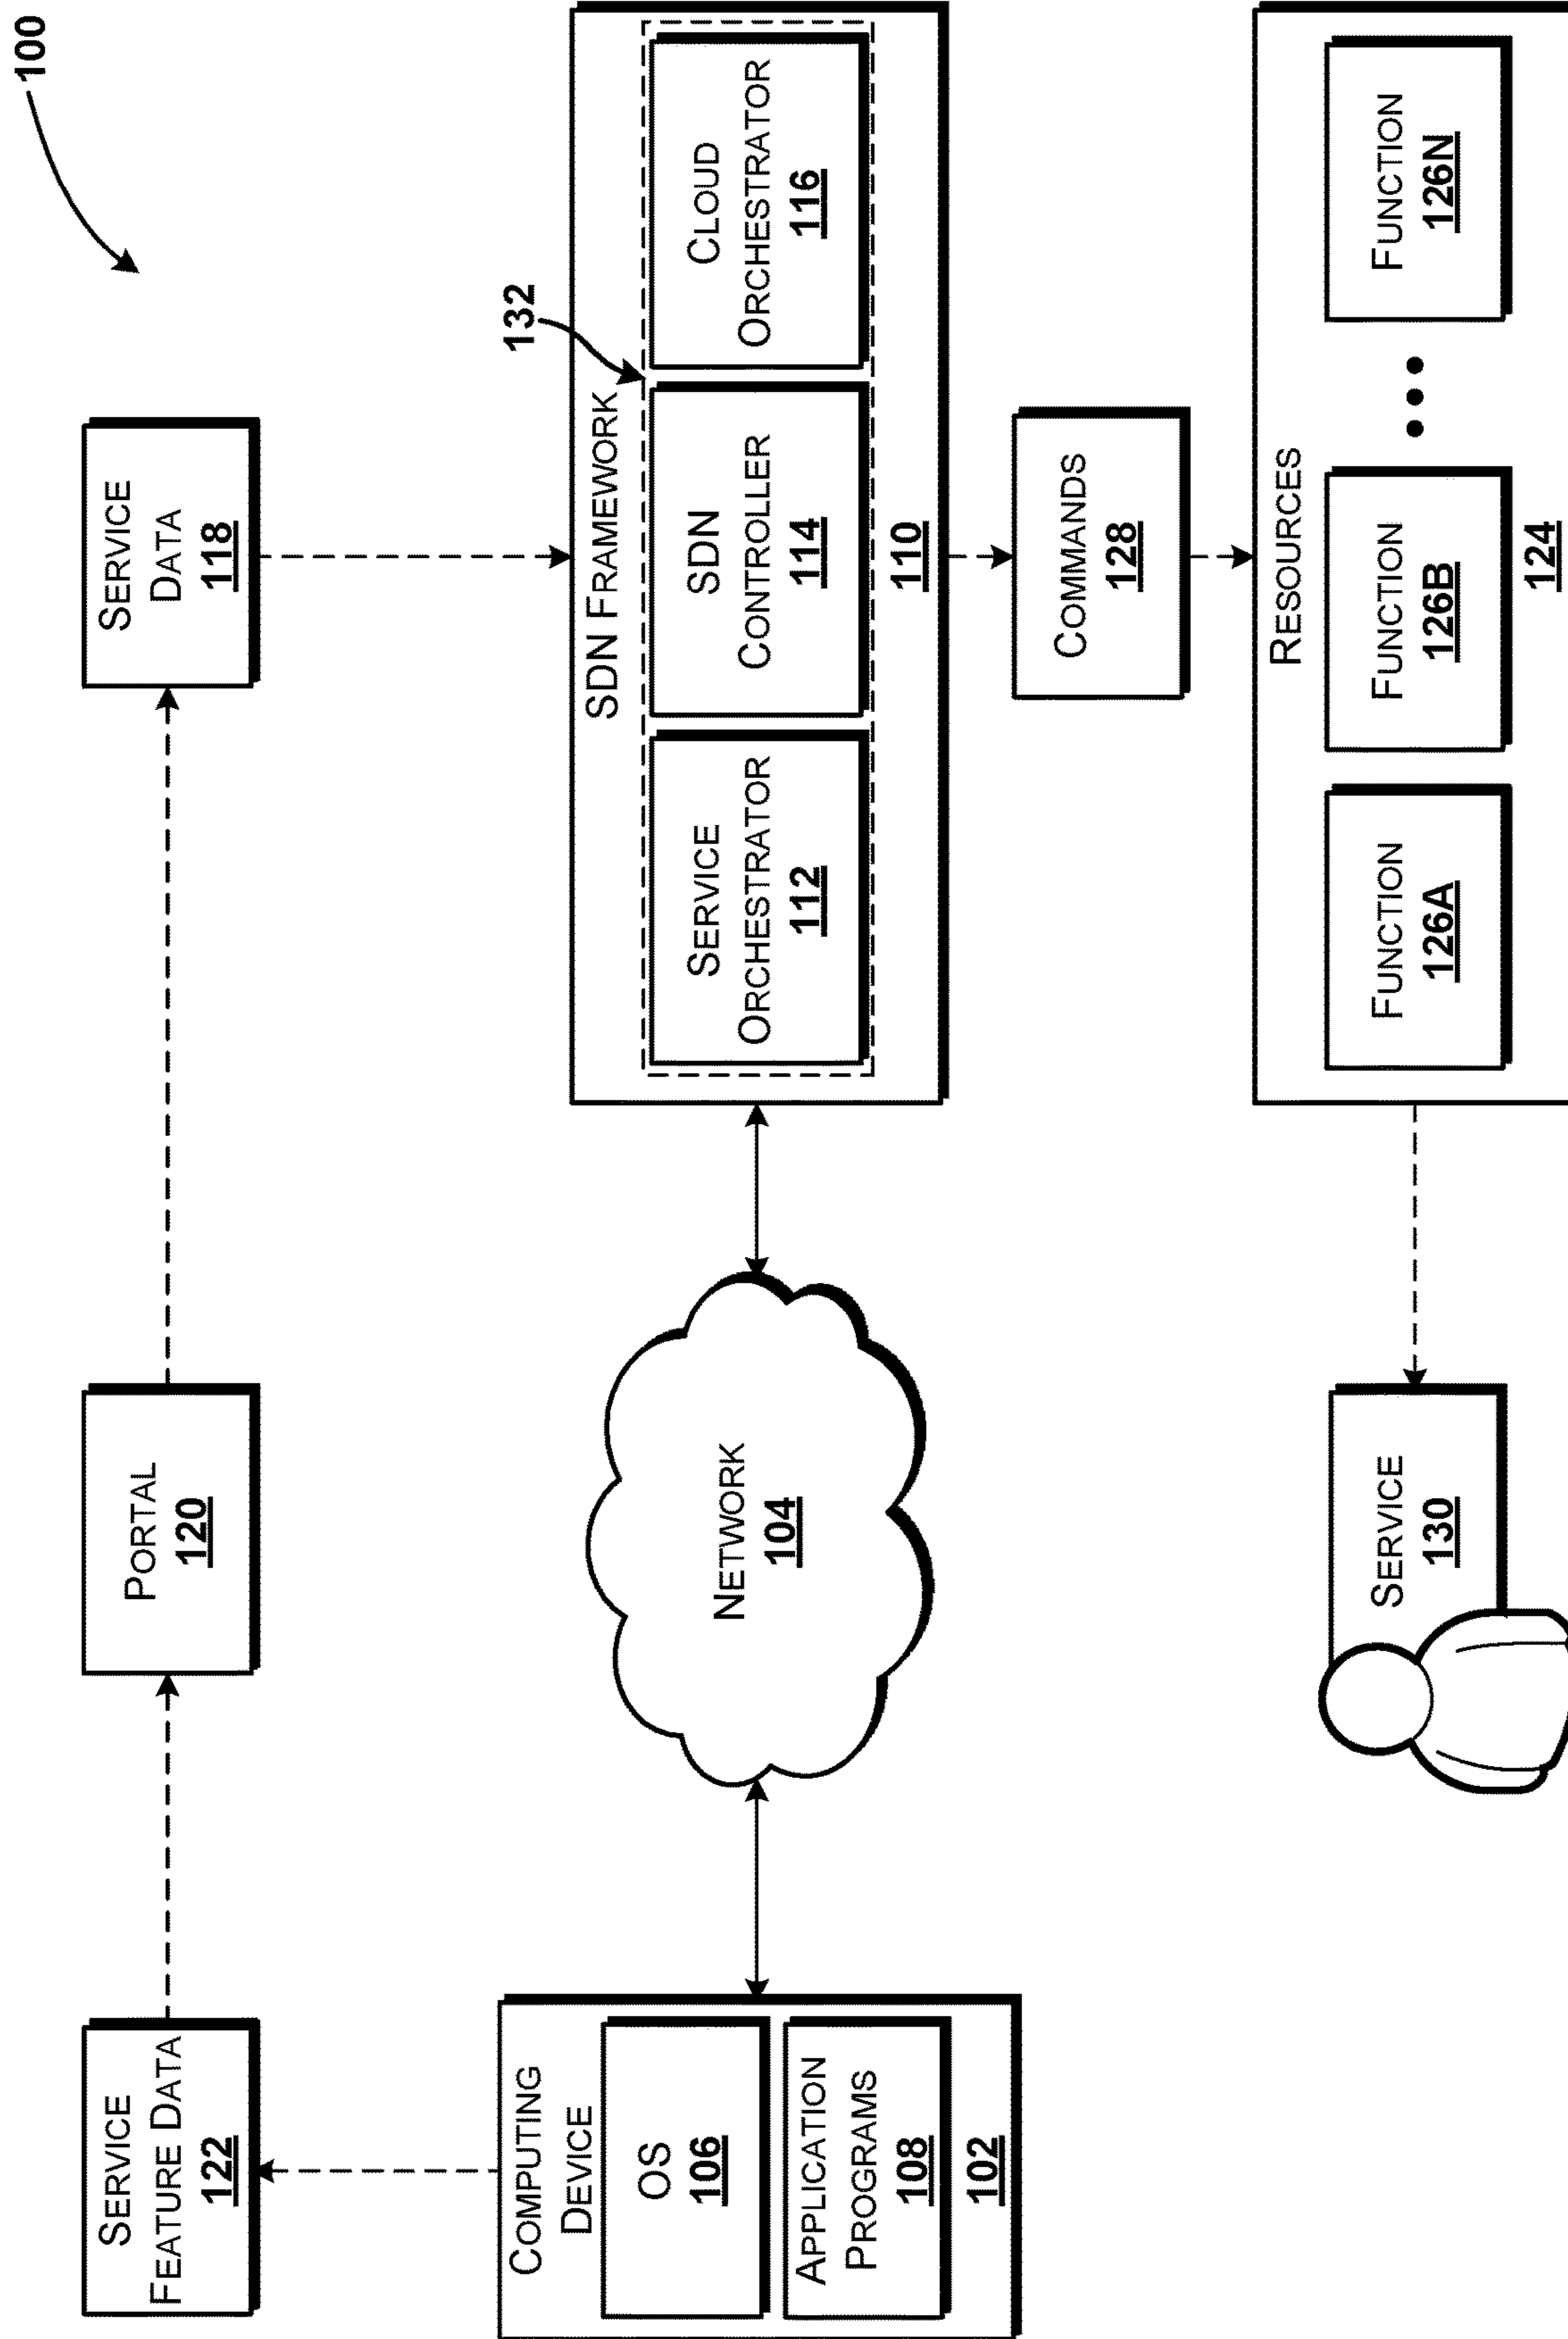 100
SERVICE
FEATURE DATA
122
PORTAL
120
SERVICE
DATA
118
132
COMPUTING
DEVICE
OS
106
APPLICATION
PROGRAMS
108
102
NETWORK
104
SDN FRAMEWORK
SERVICE
ORCHESTRATOR
112
SDN
CONTROLLER
114
CLOUD
ORCHESTRATOR
116
110
COMMANDS
128
SERVICE
130
RESOURCES
FUNCTION
126A
FUNCTION
126B
•••
FUNCTION
126N
124